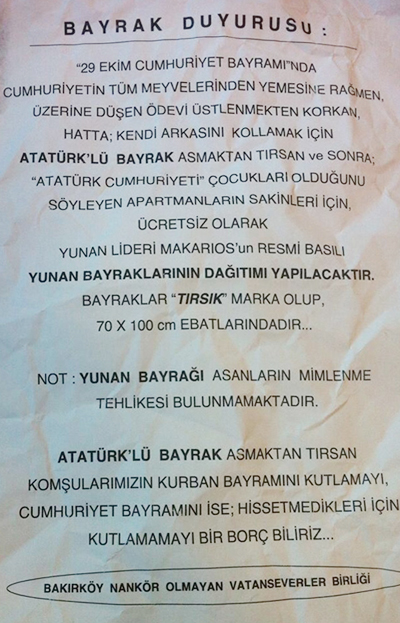 BAYRAK DUYURUSU :
“29 EKİM CUMHURİYET BAYRAMI”NDA
CUMHURİYETİN TÜM MEYVELERİNDEN YEMESİNE RAĞMEN,
ÜZERİNE DÜŞEN ÖDEVİ ÜSTLENMEKTEN KORKAN,
HATTA; KENDİ ARKASINI KOLLAMAK İÇİN
ATATÜRK’LÜ BAYRAK ASMAKTAN TIRSAN ve SONRA;
“ATATÜRK CUMHURİYETİ” ÇOCUKLARI OLDUĞUNU
SÖYLEYEN APARTMANLARIN SAKİNLERİ İÇİN,
ÜCRETSİZ OLARAK
YUNAN LİDERİ MAKARIOS’un RESMİ BASILI
YUNAN BAYRAKLARININ DAĞITIMI YAPILACAKTIR.
BAYRAKLAR “TIRSIK” MARKA OLUP,
70 X 100 cm EBATLARINDADIR...
NOT : YUNAN BAYRAĞI ASANLARIN MİMLENME
TEHLİKESİ BULUNMAMAKTADIR.
ATATÜRK’LÜ BAYRAK ASMAKTAN TIRSAN
KOMŞULARIMIZIN KURBAN BAYRAMINI KUTLAMAYI,
CUMHURİYET BAYRAMINI İSE; HİSSETMEDİKLERİ İÇİN
KUTLAMAMAYI BİR BORÇ BİLİRİZ...
BAKIRKÖY NANKÖR OLMAYAN VATANSEVERLER BİRLİĞİ